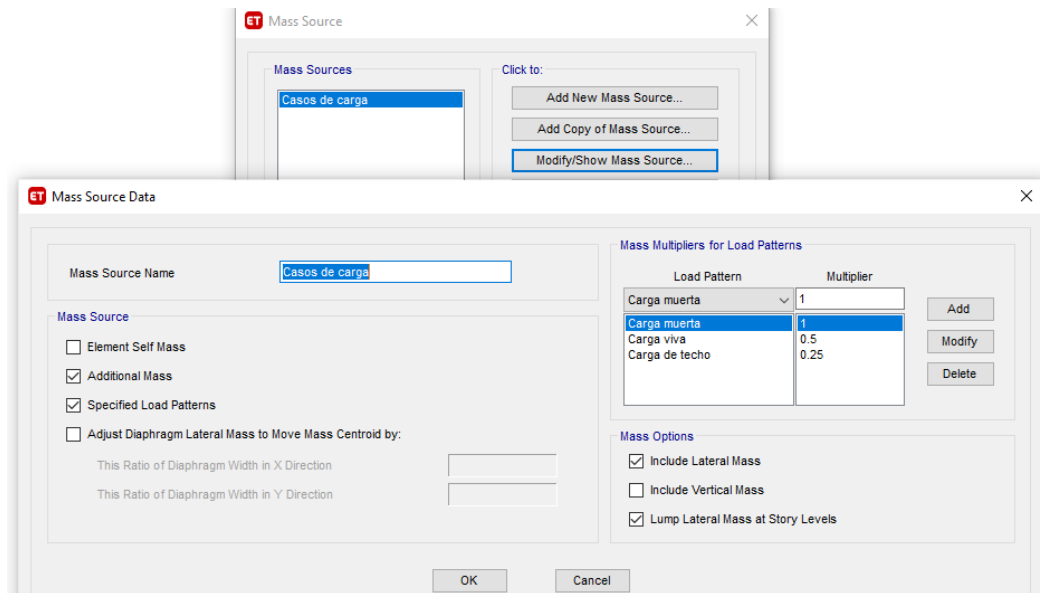 ET Mass Source
Mass Sources
Casos de carga
Click to:
Add New Mass Source...
Add Copy of Mass Source...
Modify/Show Mass Source...
ET Mass Source Data
Mass Source Name
Casos de carga
Mass Source
Element Self Mass
Additional Mass
Specified Load Patterns
Adjust Diaphragm Lateral Mass to Move Mass Centroid by:
This Ratio of Diaphragm Width in X Direction
This Ratio of Diaphragm Width in Y Direction
Mass Multipliers for Load Patterns
Load Pattern Multiplier
Carga muerta 1
Carga muerta 1
Carga viva 0.5
Carga de techo 0.25
Add
Modify
Delete
Mass Options
Include Lateral Mass
Include Vertical Mass
Lump Lateral Mass at Story Levels
OK Cancel